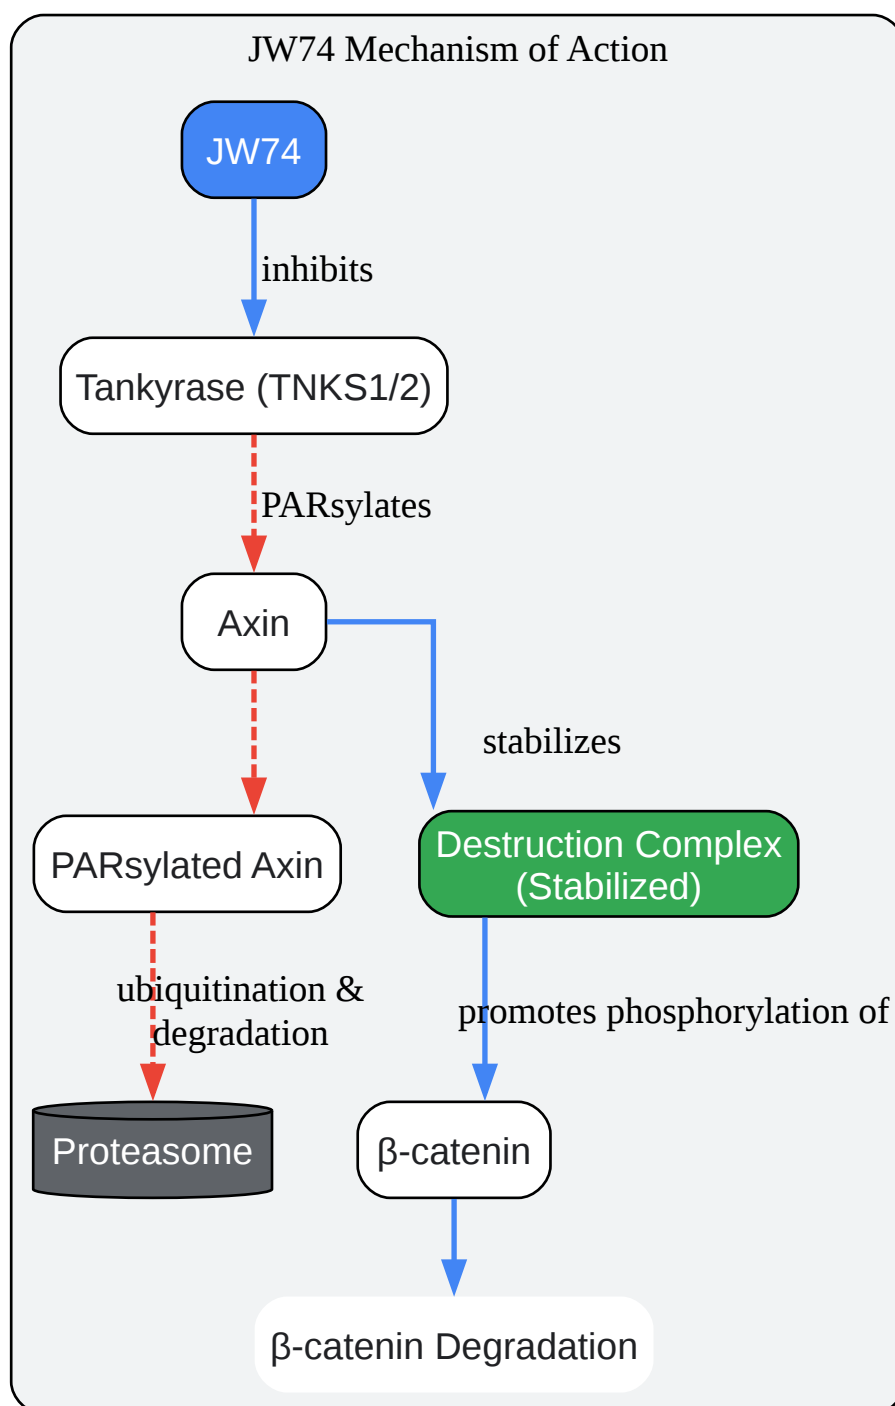 JW74 Mechanism of Action
JW74
inhibits
Tankyrase (TNKS1/2)
PARsylates
Axin
stabilizes
PARsylated Axin
Destruction Complex
(Stabilized)
ubiquitination &
degradation
promotes phosphorylation of
Proteasome
β-catenin
β-catenin Degradation